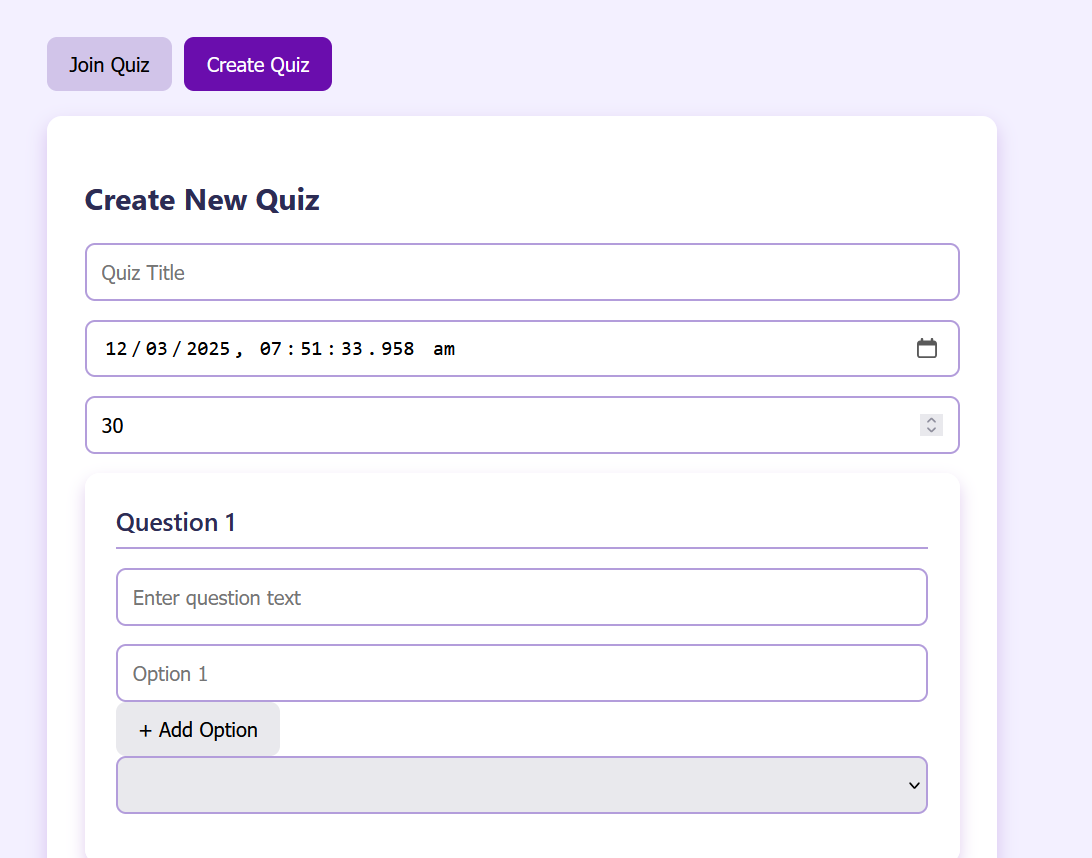 Join Quiz Create Quiz
Create New Quiz
Quiz Title
12/03/2025, 07:51:33.958 am
30
Question 1
Enter question text
Option 1
+ Add Option